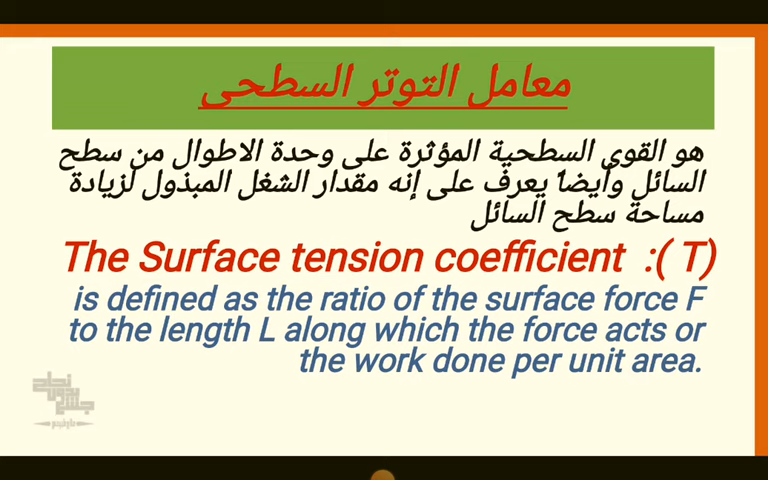 معامل التوتر السطحى
هو القوى السطحية المؤثرة على وحدة الاطوال من سطح
السائل وأيضاً يعرف على إنه مقدار الشغل المبذول لزيادة
مساحة سطح السائل
The Surface tension coefficient :( T)
is defined as the ratio of the surface force F
to the length L along which the force acts or
the work done per unit area.